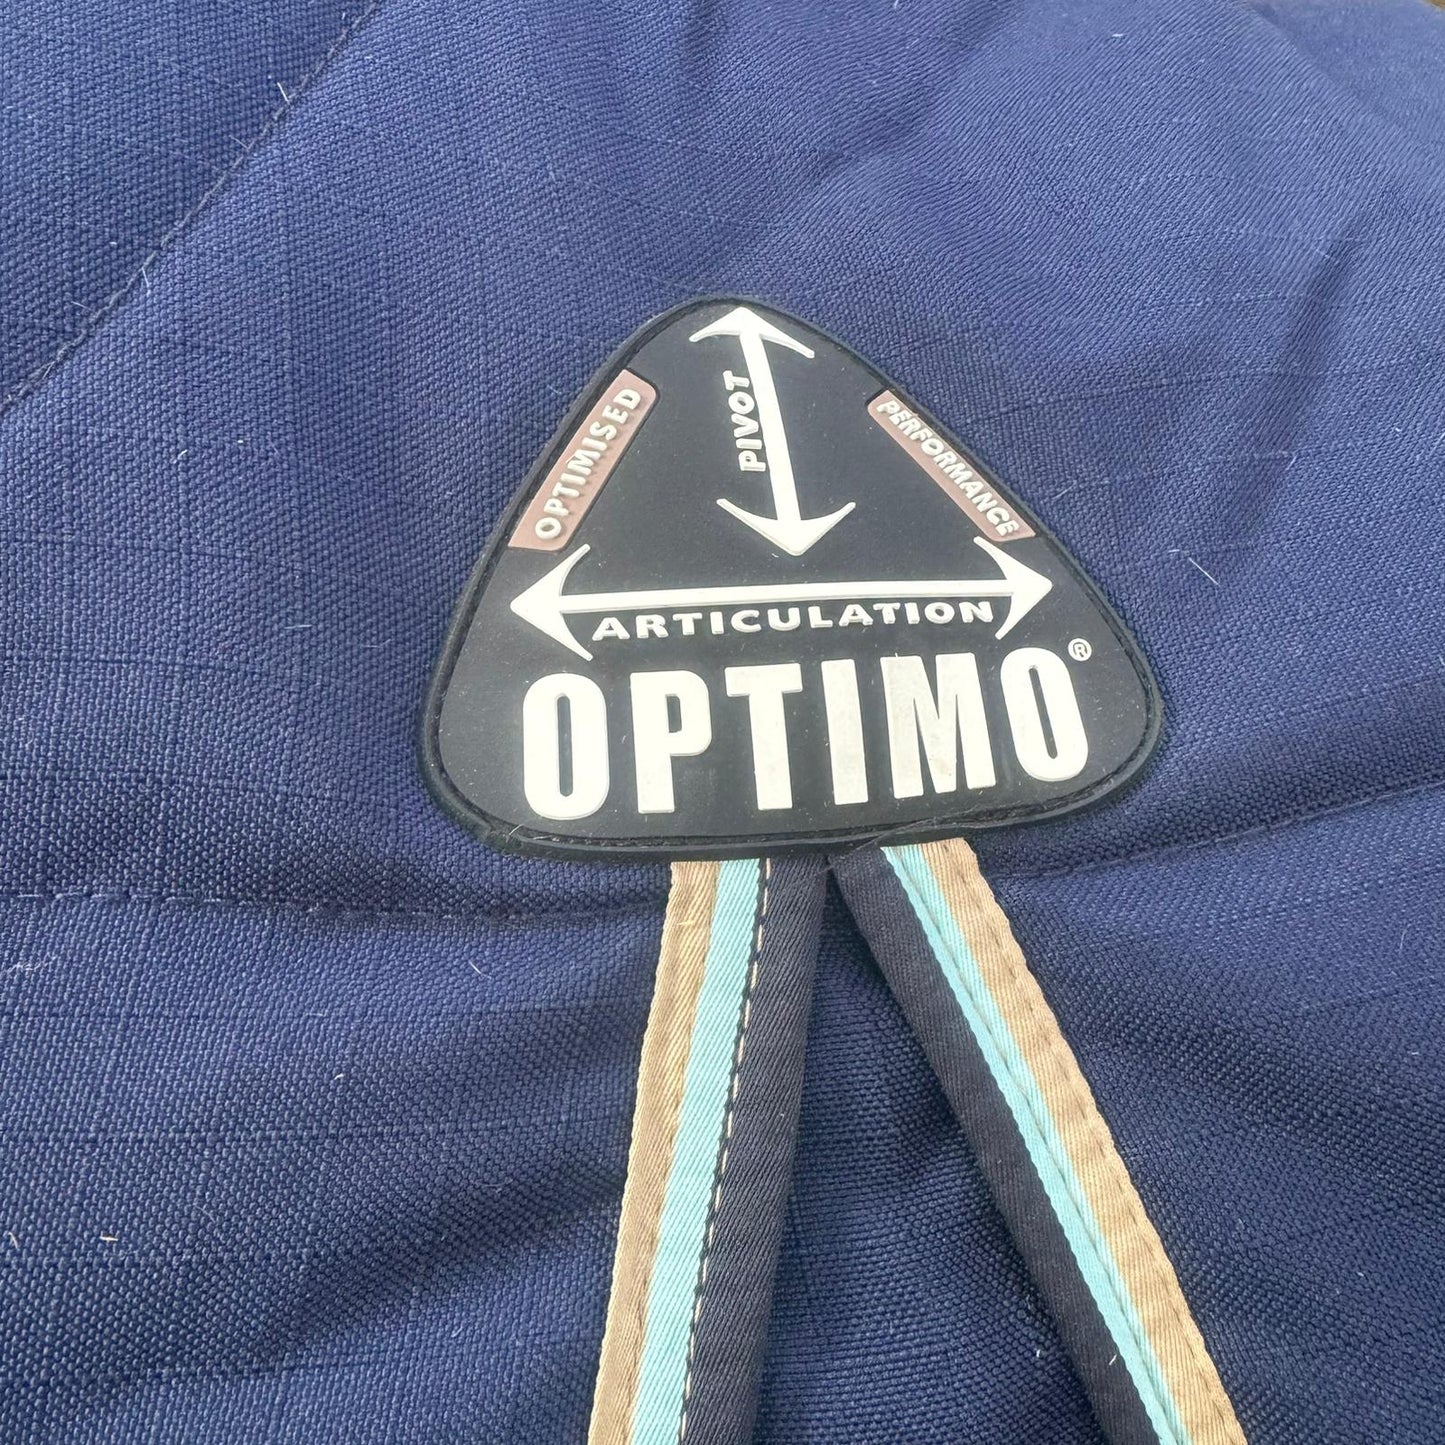 PIVOT
OPTIMISED
PERFORMANCE
ARTICULATION
OPTIMO®